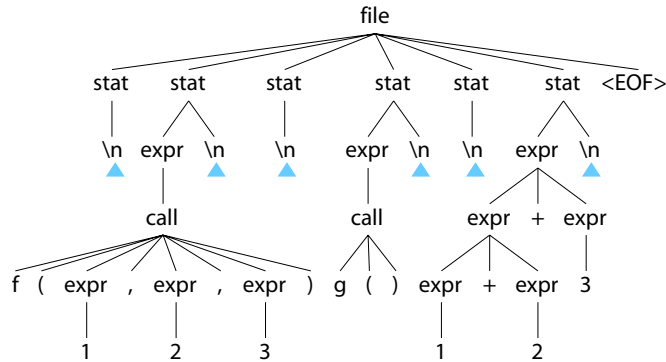 file
stat stat stat stat stat stat <EOF>
\n expr \n \n expr \n \n expr \n
call call expr + expr
f ( expr , expr , expr ) g ( ) expr + expr 3
1 2 3 1 2